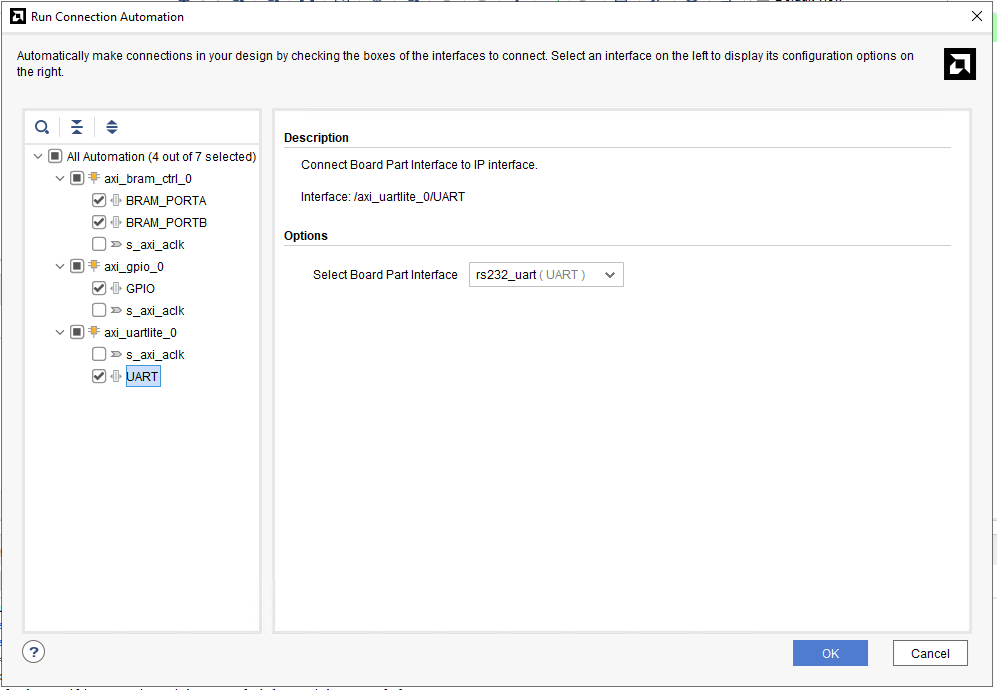 Run Connection Automation
Automatically make connections in your design by checking the boxes of the interfaces to connect. Select an interface on the left to display its configuration options on
the right.
All Automation (4 out of 7 selected)
axi_bram_ctrl_0
BRAM_PORTA
BRAM_PORTB
s_axi_aclk
axi_gpio_0
GPIO
s_axi_aclk
axi_uartlite_0
s_axi_aclk
UART
Description
Connect Board Part Interface to IP interface.
Interface: /axi_uartlite_0/UART
Options
Select Board Part Interface rs232_uart ( UART )
?
OK
Cancel